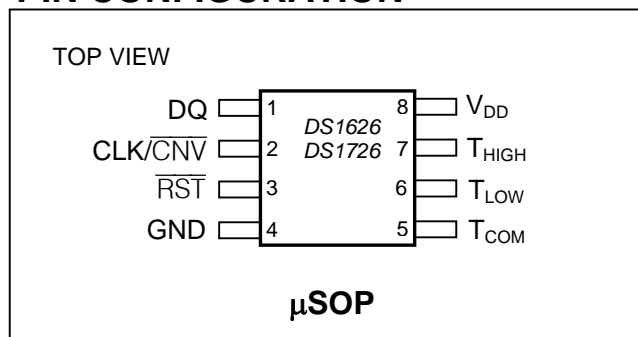 PIN CONFIGURATION
TOP VIEW
DQ 1 DS1626 8 VDD
CLK/CNV 2 DS1726 7 THIGH
RST 3 6 TLOW
GND 4 5 TCOM
µSOP